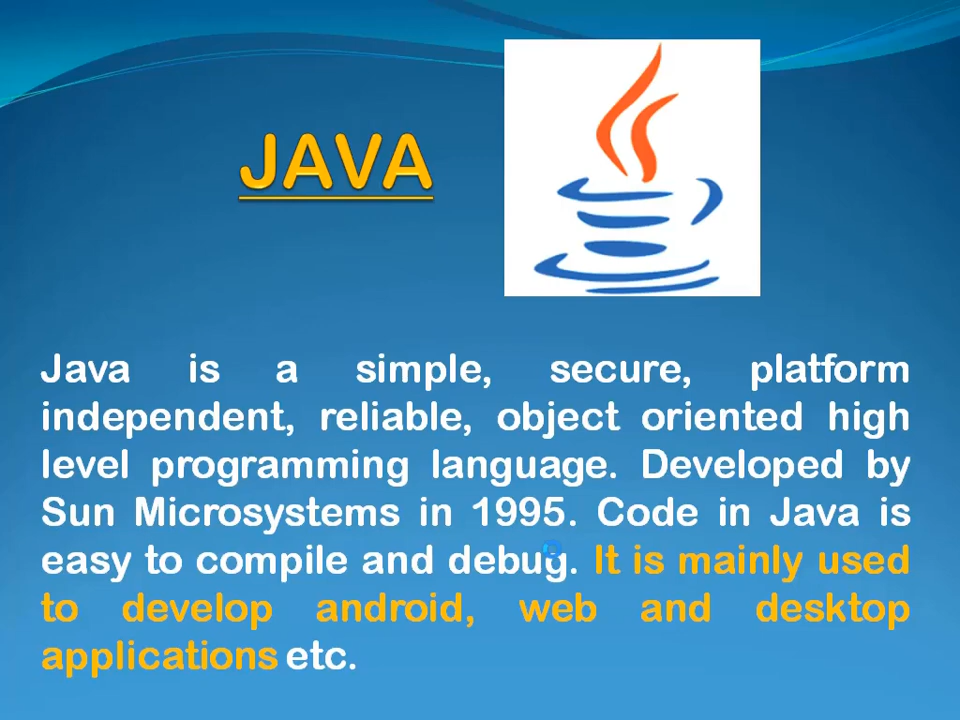 JAVA
Java is a simple, secure, platform
independent, reliable, object oriented high
level programming language. Developed by
Sun Microsystems in 1995. Code in Java is
easy to compile and debug. It is mainly used
to develop android, web and desktop
applications etc.